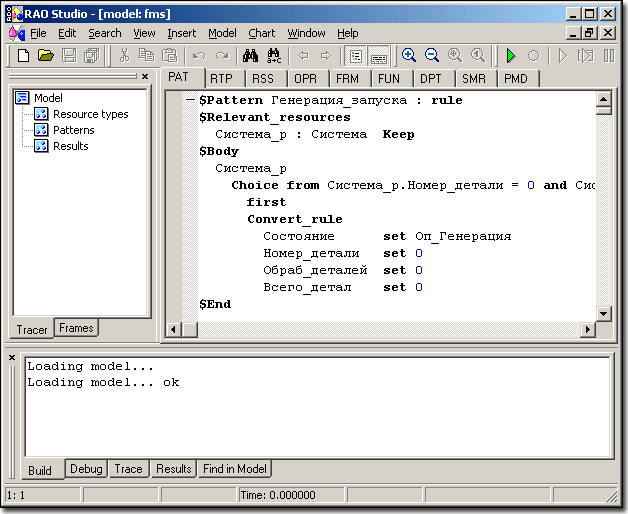 RAO Studio - [model: fms]
File Edit Search View Insert Model Chart Window Help
PAT RTP RSS OPR FRM FUN DPT SMR PMD
Model
Resource types
Patterns
Results
Tracer Frames
$Pattern Генерация_запуска : rule
$Relevant_resources
Система_р : Система Keep
$Body
Система_р
Choice from Система_р.Номер_детали = 0 and Сис
first
Convert_rule
Состояние set Оп_Генерация
Номер_детали set 0
Обраб_деталей set 0
Всего_детал set 0
$End
Loading model...
Loading model... ok
Build Debug Trace Results Find in Model
1: 1 Time: 0.000000